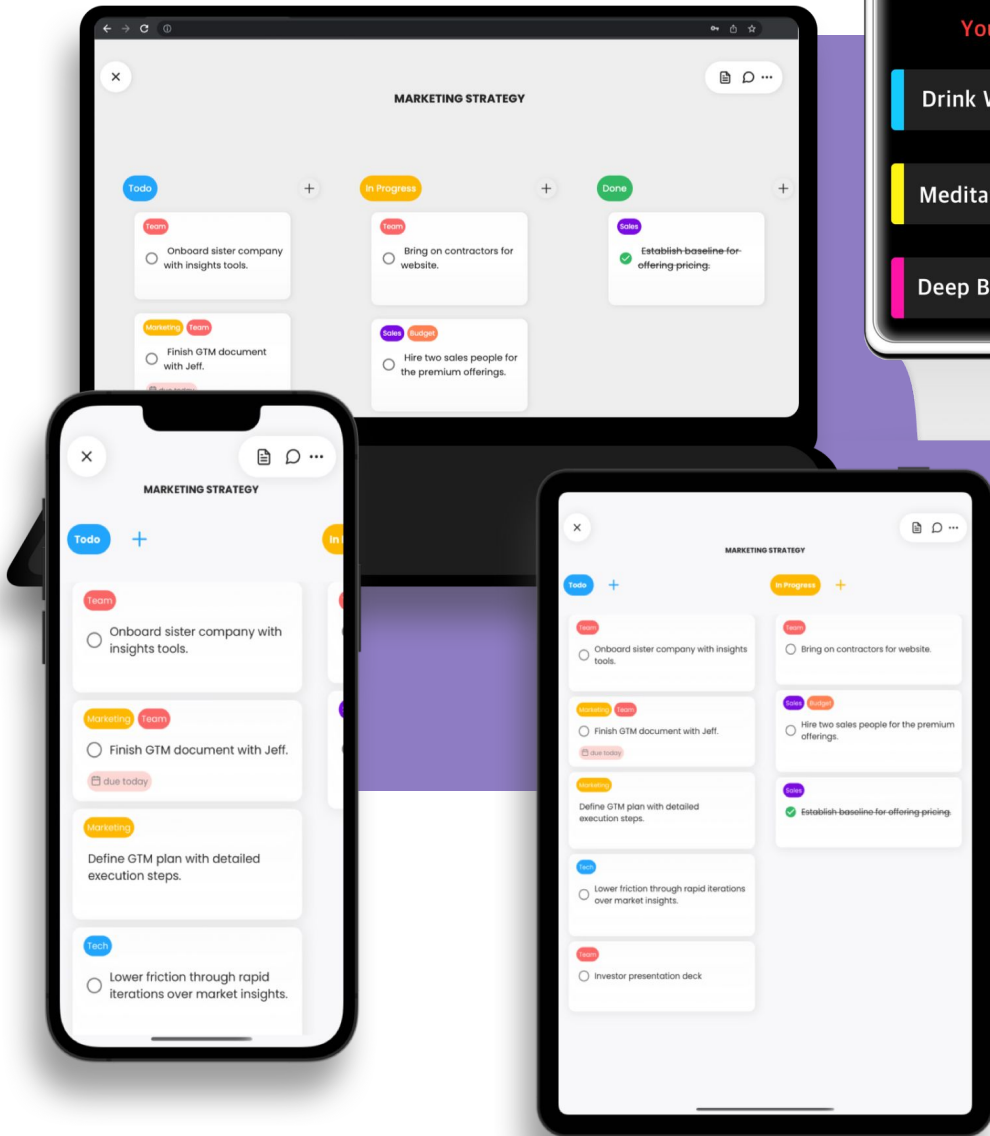 MARKETING STRATEGY
Todo
In Progress
Done
Team
Onboard sister company
with insights tools.
Marketing Team
Finish GTM document
with Jeff.
due today
Team
Bring on contractors for
website.
Sales Budget
Hire two sales people for
the premium offerings.
Sales
Establish baseline for
offering pricing.
Drink
Deep
MARKETING STRATEGY
Todo
Team
Onboard sister company with
insights tools.
Marketing Team
Finish GTM document with Jeff.
due today
Marketing
Define GTM plan with detailed
execution steps.
Tech
Lower friction through rapid
iterations over market insights.
MARKETING STRATEGY
Todo
In Progress
Team
Onboard sister company with insights
tools.
Marketing Team
Finish GTM document with Jeff.
due today
Marketing
Define GTM plan with detailed
execution steps.
Tech
Lower friction through rapid iterations
over market insights.
Team
Investor presentation deck
Team
Bring on contractors for website.
Sales Budget
Hire two sales people for the premium
offerings.
Sales
Establish baseline for offering pricing.